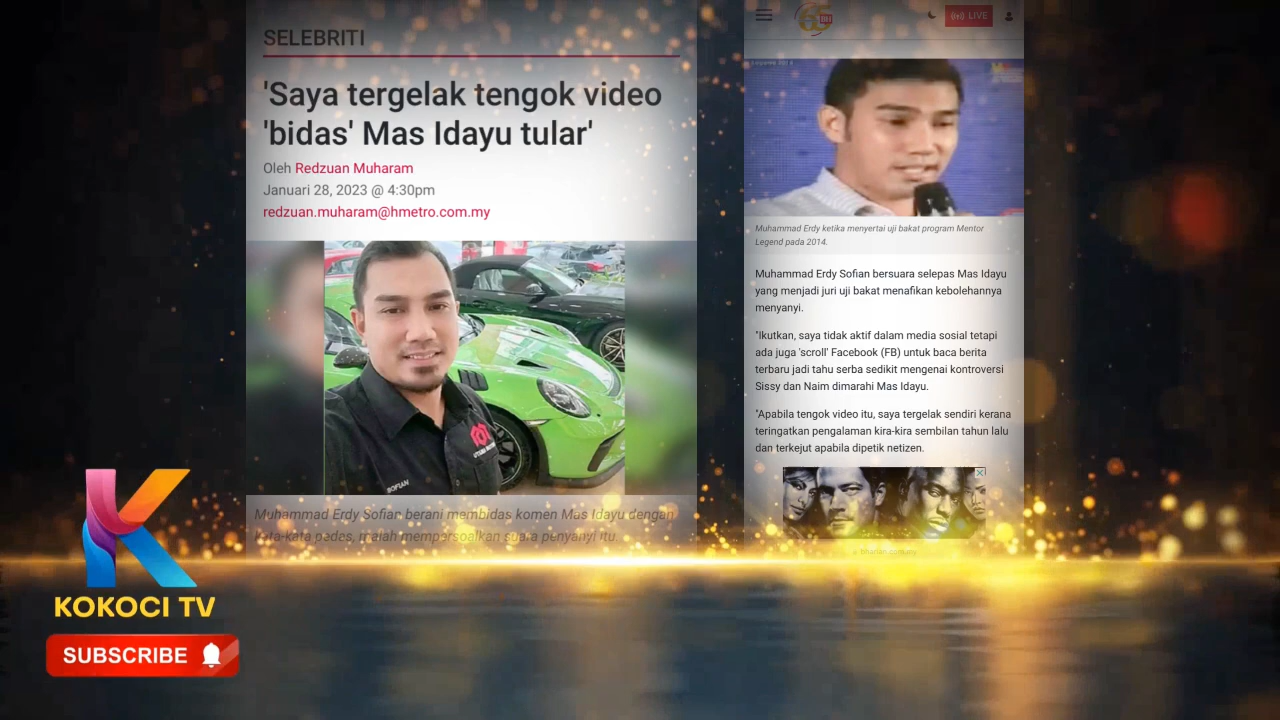 SELEBRITI
'Saya tergelak tengok video
'bidas' Mas Idayu tular'
Oleh Redzuan Muharam
Januari 28, 2023 @ 4:30pm
redzuan.muharam@hmetro.com.my
SOFIAN
Muhammad Erdy Sofian berani membidas komen Mas Idayu dengan
kata-kata pedas, malah mempersoalkan suara penyanyi itu.
LIVE
Muhammad Erdy ketika menyertai uji bakat program Mentor
Legend pada 2014.
Muhammad Erdy Sofian bersuara selepas Mas Idayu
yang menjadi juri uji bakat menafikan kebolehannya
menyanyi.
"Ikutkan, saya tidak aktif dalam media sosial tetapi
ada juga 'scroll' Facebook (FB) untuk baca berita
terbaru jadi tahu serba sedikit mengenai kontroversi
Sissy dan Naim dimarahi Mas Idayu.
"Apabila tengok video itu, saya tergelak sendiri kerana
teringatkan pengalaman kira-kira sembilan tahun lalu
dan terkejut apabila dipetik netizen.
bharian.com.my
K
KOKOCI TV
SUBSCRIBE